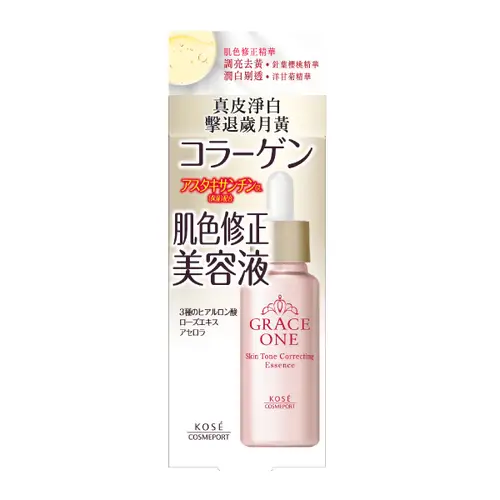 肌色修正精華
調亮去黃・針葉櫻桃精華
潤白剔透・洋甘菊精華
真皮淨白
擊退歲月黃
コラーゲン
アスタキサンチン
肌色修正
美容液
3種のヒアルロン酸
ローズエキス
アセロラ
GRACE
ONE
Skin Tone Correcting
Essence
KOSÉ
KOSÉ
COSMEPORT